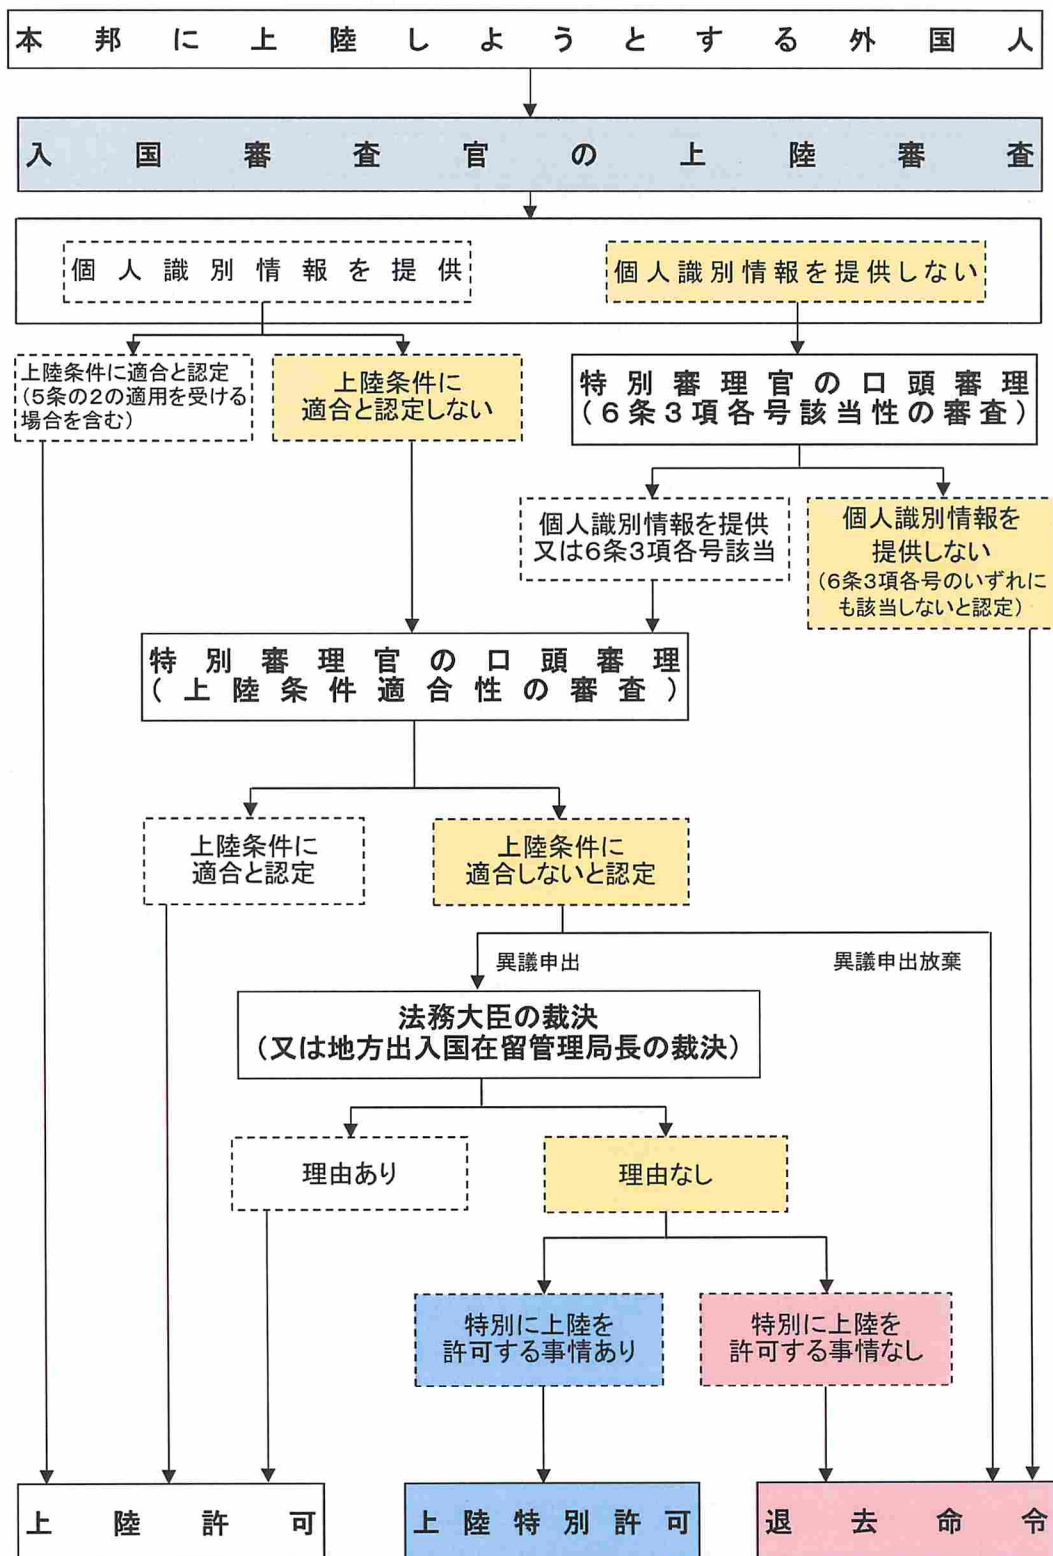 本邦に上陸しようとする外国人
入国審査官の上陸審査
個人識別情報を提供
個人識別情報を提供しない
上陸条件に適合と認定
(5条の2の適用を受ける
場合を含む)
上陸条件に
適合と認定しない
特別審理官の口頭審理
(6条3項各号該当性の審査)
個人識別情報を提供
又は6条3項各号該当
個人識別情報を
提供しない
(6条3項各号のいずれに
も該当しないと認定)
特別審理官の口頭審理
(上陸条件適合性の審査)
上陸条件に
適合と認定
上陸条件に
適合しないと認定
異議申出
異議申出放棄
法務大臣の裁決
(又は地方出入国在留管理局長の裁決)
理由あり
理由なし
特別に上陸を
許可する事情あり
特別に上陸を
許可する事情なし
上陸許可
上陸特別許可
退去命令